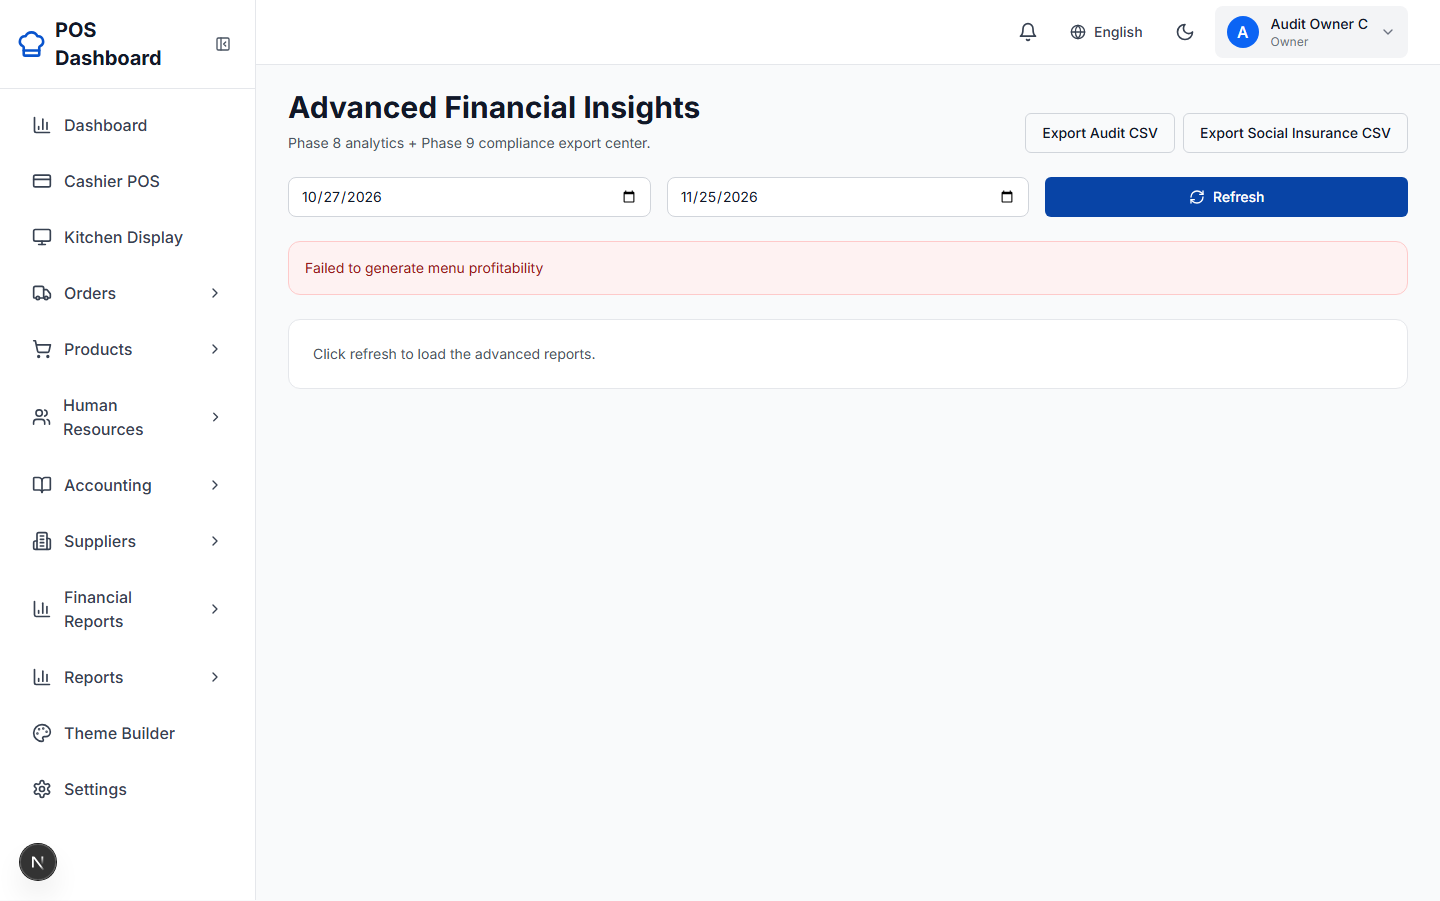 POS
Dashboard
English
A
Audit Owner C
Owner
Dashboard
Cashier POS
Kitchen Display
Orders
Products
Human
Resources
Accounting
Suppliers
Financial
Reports
Reports
Theme Builder
Settings
N
Advanced Financial Insights
Phase 8 analytics + Phase 9 compliance export center.
Export Audit CSV
Export Social Insurance CSV
10/27/2026
11/25/2026
Refresh
Failed to generate menu profitability
Click refresh to load the advanced reports.